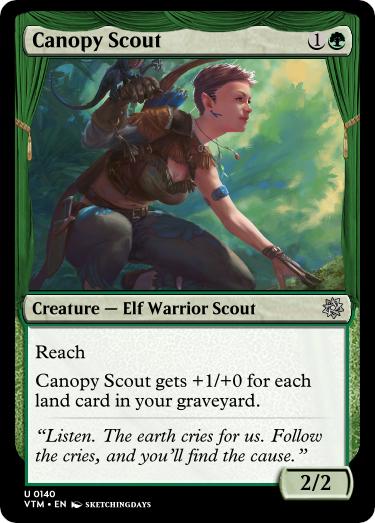 Canopy Scout 1
Creature — Elf Warrior Scout
Reach
Canopy Scout gets +1/+0 for each
land card in your graveyard.
“Listen. The earth cries for us. Follow
the cries, and you’ll find the cause.”
2/2
U 0140
VTM • EN SKETCHINGDAYS